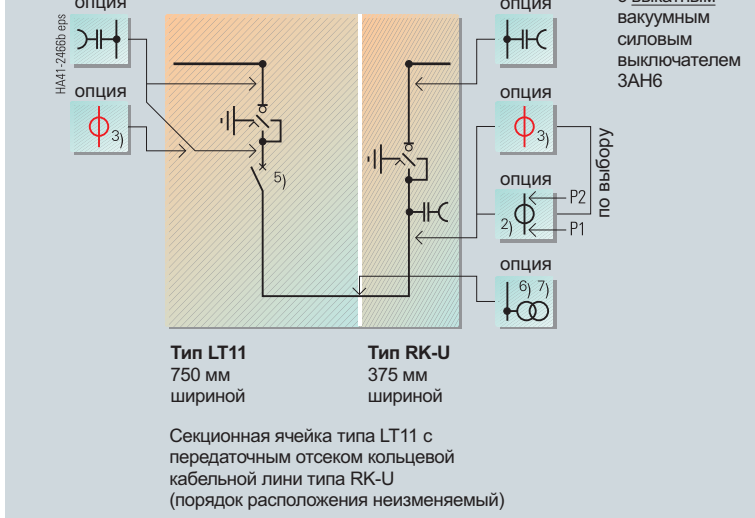 опция
опция
с выкатным
вакуумным
силовым
выключателем
3АН6
HA41-2466b eps
опция
3)
5)
опция
3)
по выбору
опция
P2
2)
P1
опция
6) 7)
Тип LT11
750 мм
шириной
Тип RK-U
375 мм
шириной
Секционная ячейка типа LT11 с
передаточным отсеком кольцевой
кабельной лини типа RK-U
(порядок расположения неизменяемый)